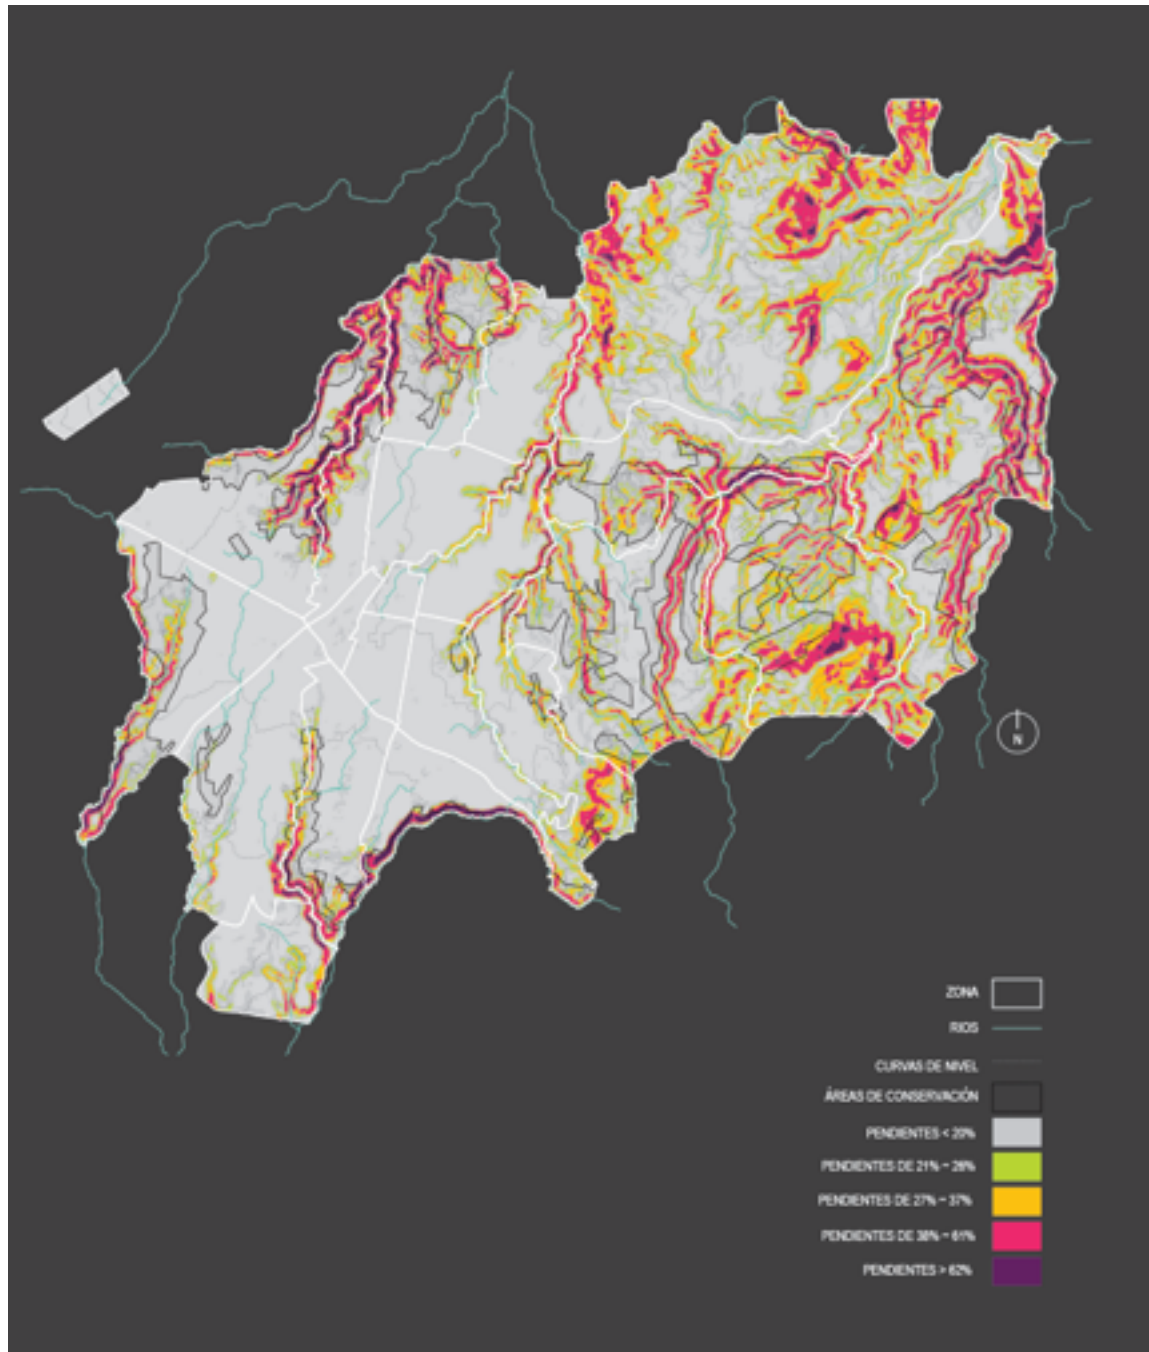 N
ZONA
RIOS
CURVAS DE NIVEL
ÁREAS DE CONSERVACIÓN
PENDIENTES < 20%
PENDIENTES DE 21% - 26%
PENDIENTES DE 27% - 37%
PENDIENTES DE 38% - 61%
PENDIENTES > 62%